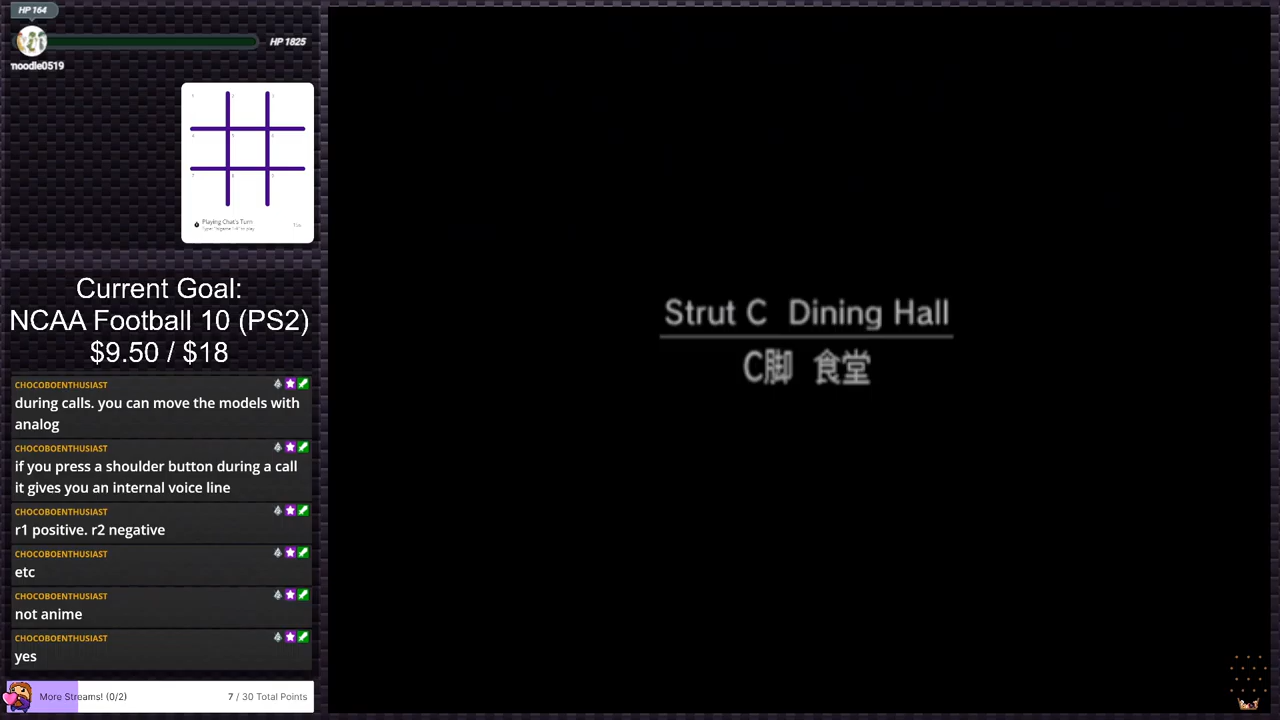 HP 164
HP 1825
noodle0519
Playing Chat's Turn
Current Goal:
NCAA Football 10 (PS2)
$9.50 / $18
CHOCOBOENTHUSIAST
during calls. you can move the models with
analog
CHOCOBOENTHUSIAST
if you press a shoulder button during a call
it gives you an internal voice line
CHOCOBOENTHUSIAST
r1 positive. r2 negative
CHOCOBOENTHUSIAST
etc
CHOCOBOENTHUSIAST
not anime
CHOCOBOENTHUSIAST
yes
More Streams! (0/2)
7 / 30 Total Points
Strut C Dining Hall
C脚 食堂